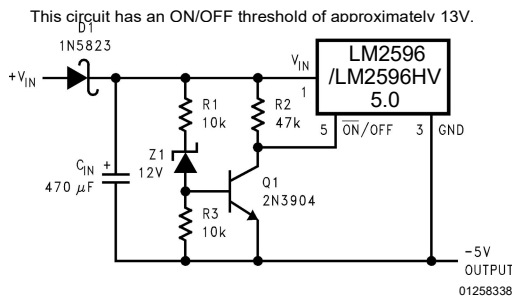 This circuit has an ON/OFF threshold of approximately 13V.
D1
1N5823
+VIN
VIN
1
LM2596
/LM2596HV
5.0
5
ON/OFF
3
GND
R1
10k
R2
47k
Z1
12V
CIN
+
470 µF
Q1
2N3904
R3
10k
-5V
OUTPUT
01258338